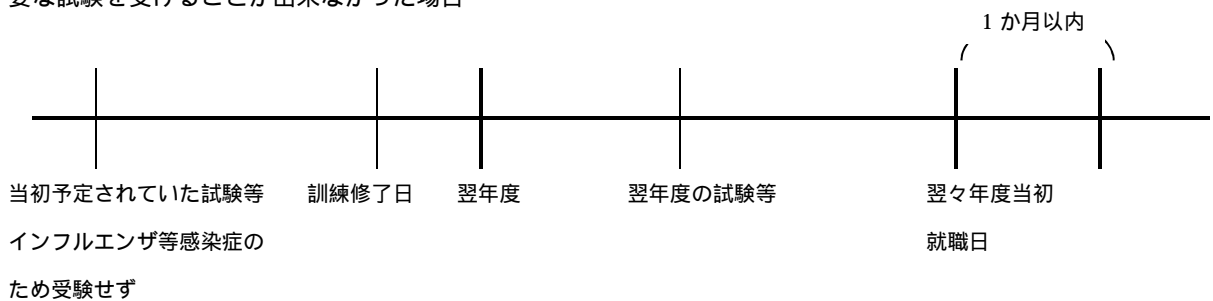 要な試験を受けることが出来なかった場合
1 か月以内
当初予定されていた試験等 訓練修了日 翌年度 翌年度の試験等 翌々年度当初
インフルエンザ等感染症の 就職日
ため受験せず